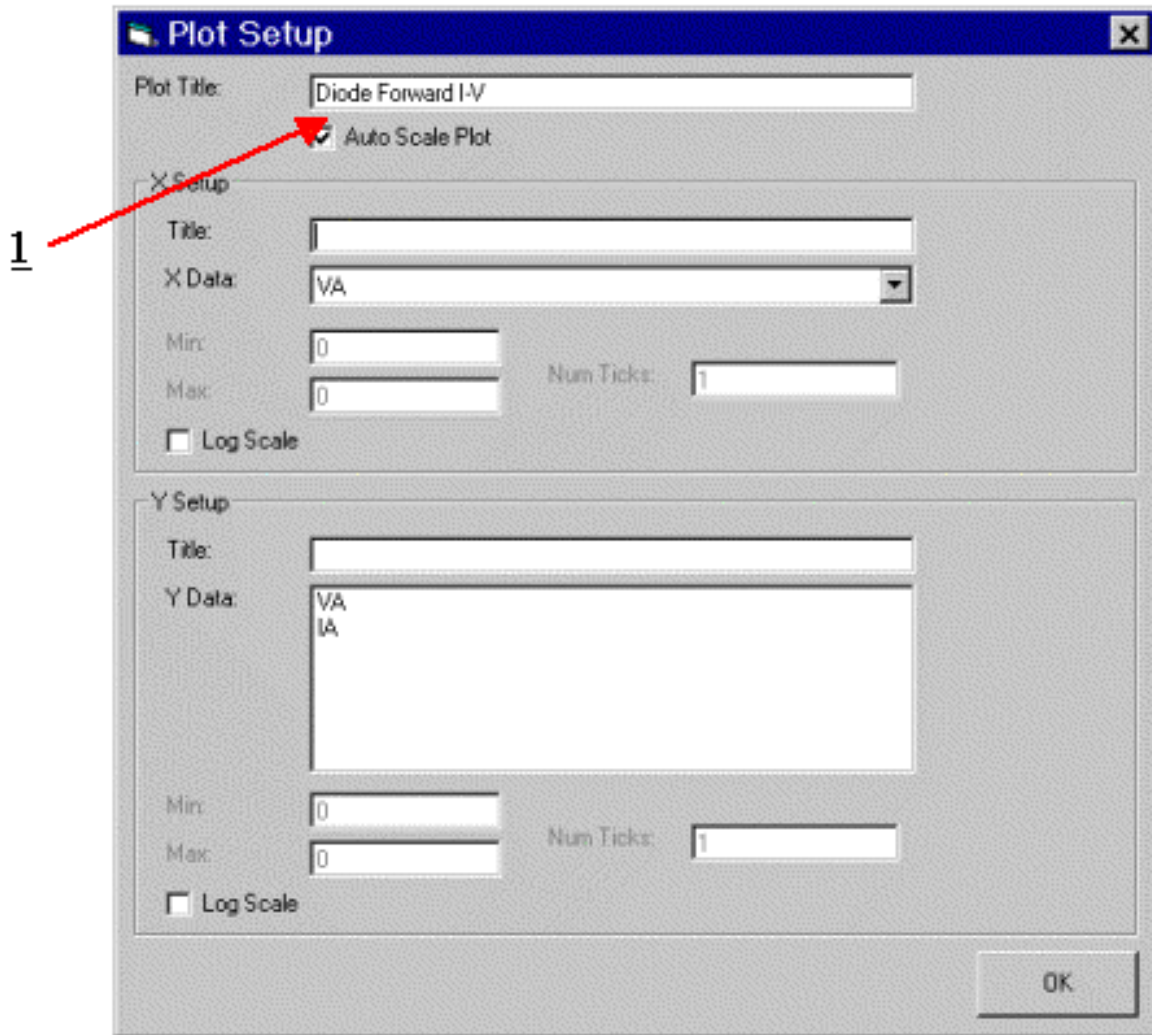 Plot Setup
Plot Title:
Diode Forward I-V
Auto Scale Plot
1
X Setup
Title:
X Data:
VA
Min:
0
Num Ticks:
1
Max:
0
Log Scale
Y Setup
Title:
Y Data:
VA
IA
Min:
0
Num Ticks:
1
Max:
0
Log Scale
OK